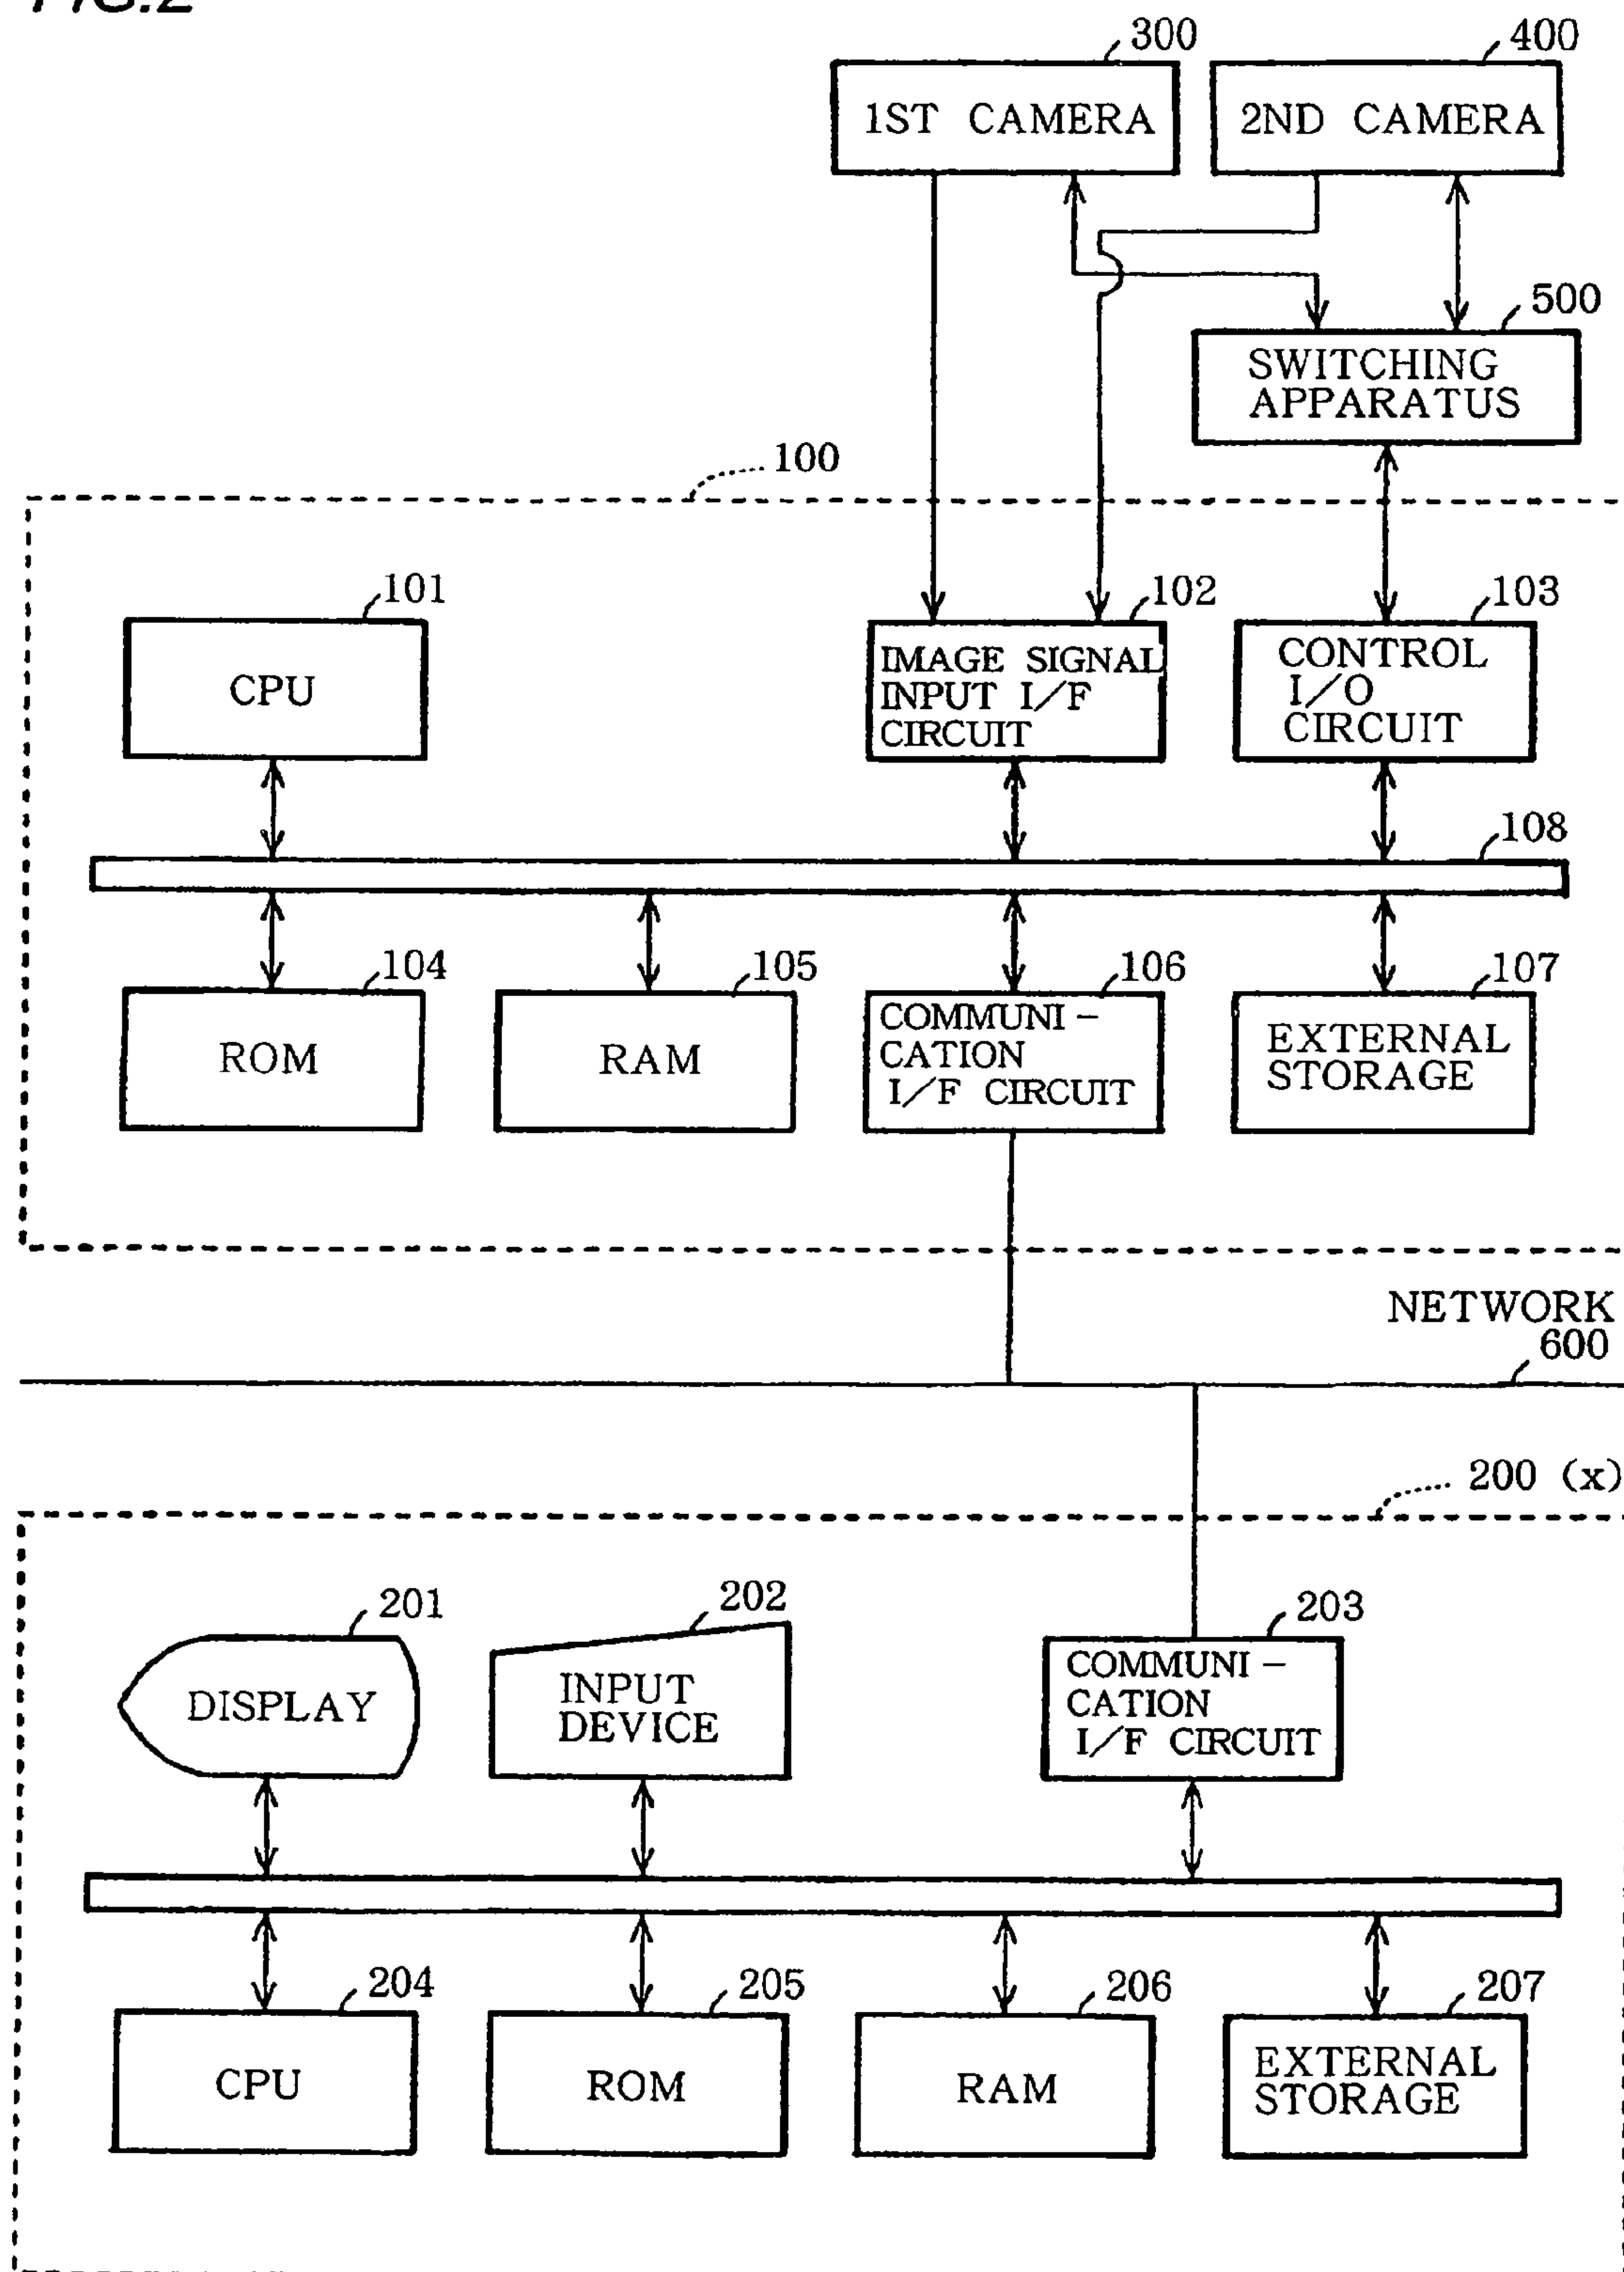 FIG.2
300
400
1ST CAMERA
2ND CAMERA
500
SWITCHING
APPARATUS
100
101
102
103
CPU
IMAGE SIGNAL
INPUT I/F
CIRCUIT
CONTROL
I/O
CIRCUIT
108
104
105
106
107
ROM
RAM
COMMUNI-
CATION
I/F CIRCUIT
EXTERNAL
STORAGE
NETWORK
600
200 (x)
201
202
203
DISPLAY
INPUT
DEVICE
COMMUNI-
CATION
I/F CIRCUIT
204
205
206
207
CPU
ROM
RAM
EXTERNAL
STORAGE